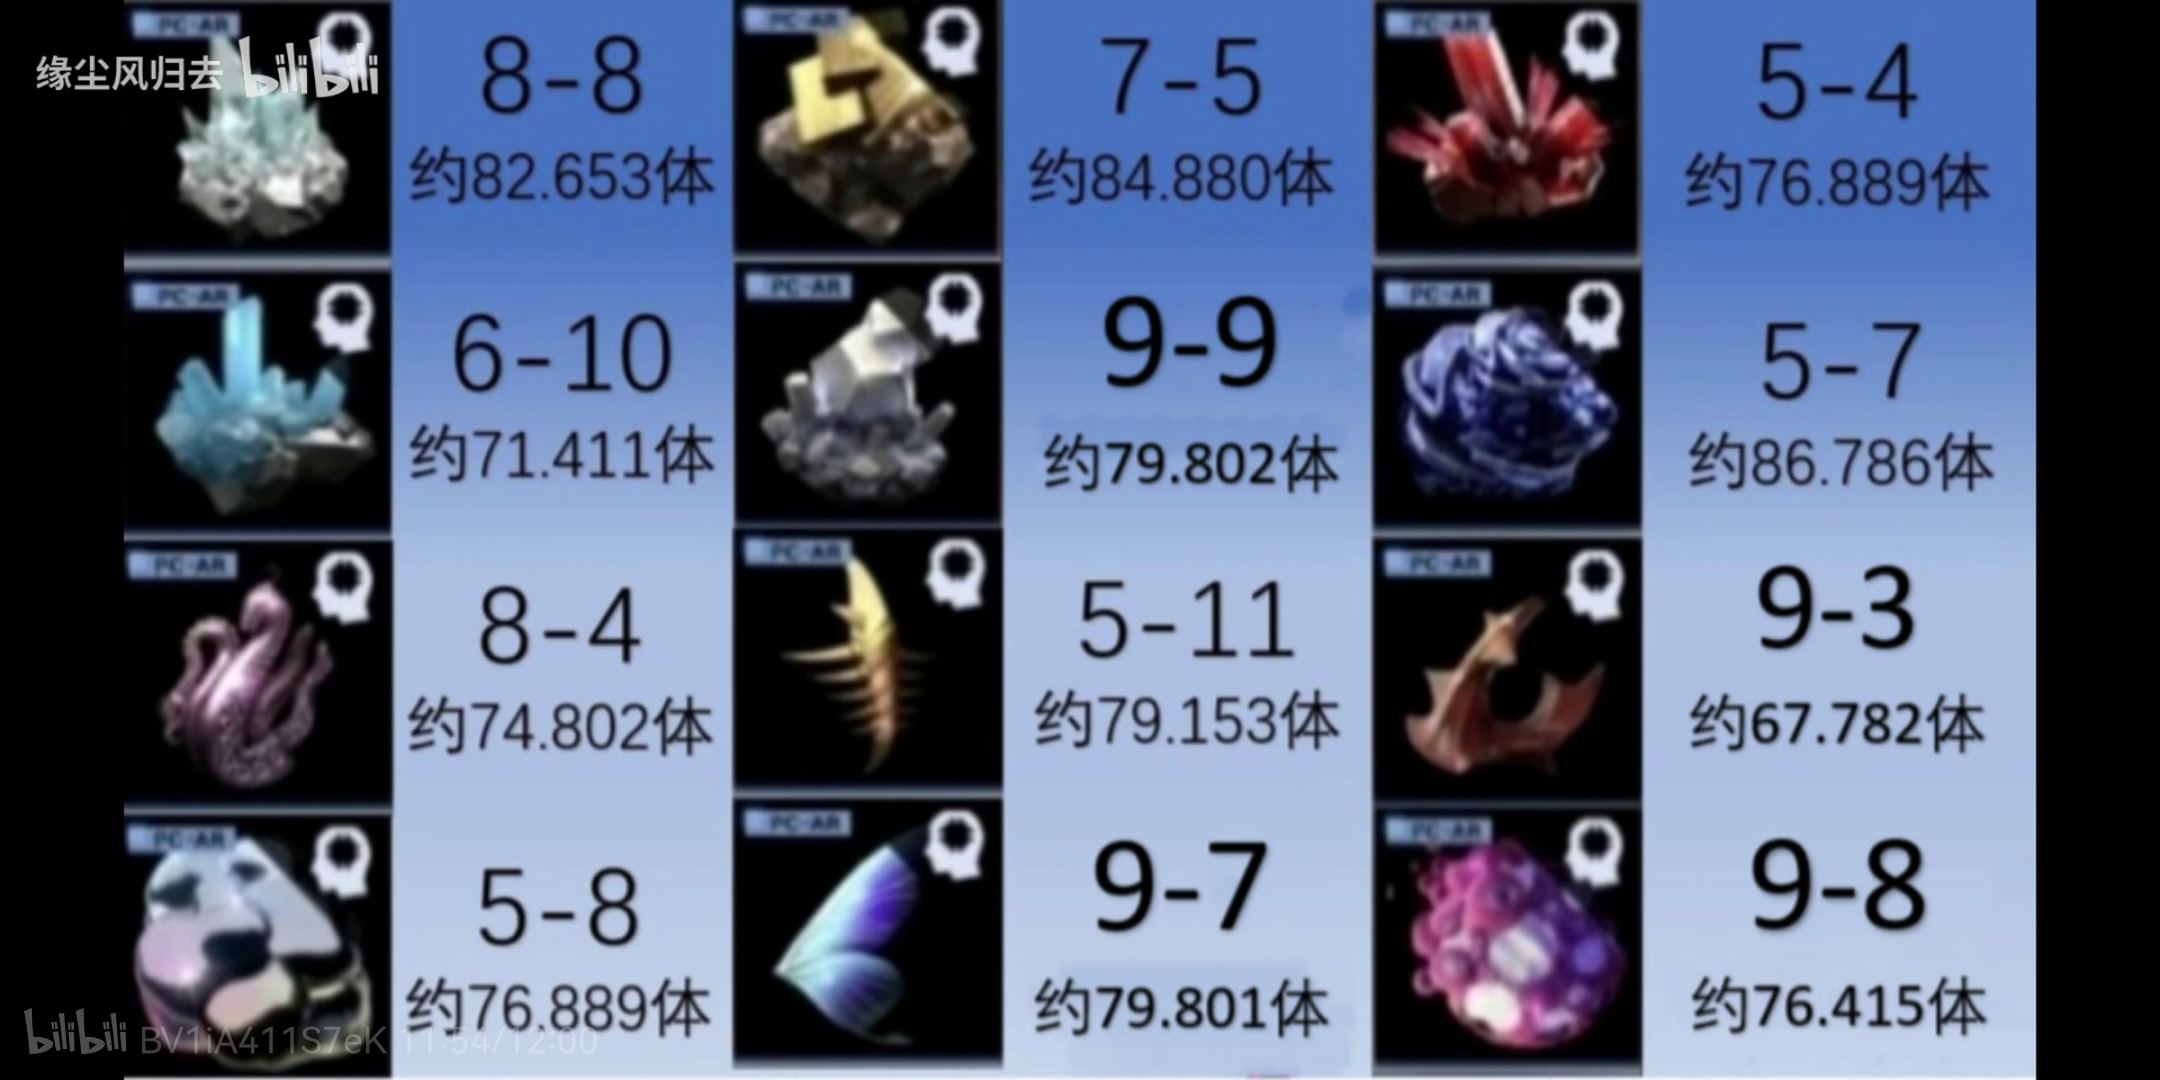 缘尘风归去 bilibili
PC-AR
8-8
约82.653体
PC-AR
7-5
约84.880体
PC-AR
5-4
约76.889体
PC-AR
6-10
约71.411体
PC-AR
9-9
约79.802体
PC-AR
5-7
约86.786体
PC-AR
8-4
约74.802体
PC-AR
5-11
约79.153体
PC-AR
9-3
约67.782体
PC-AR
5-8
约76.889体
PC-AR
9-7
约79.801体
PC-AR
9-8
约76.415体
bilibili BV1iA411S7eK 11:54/12:00